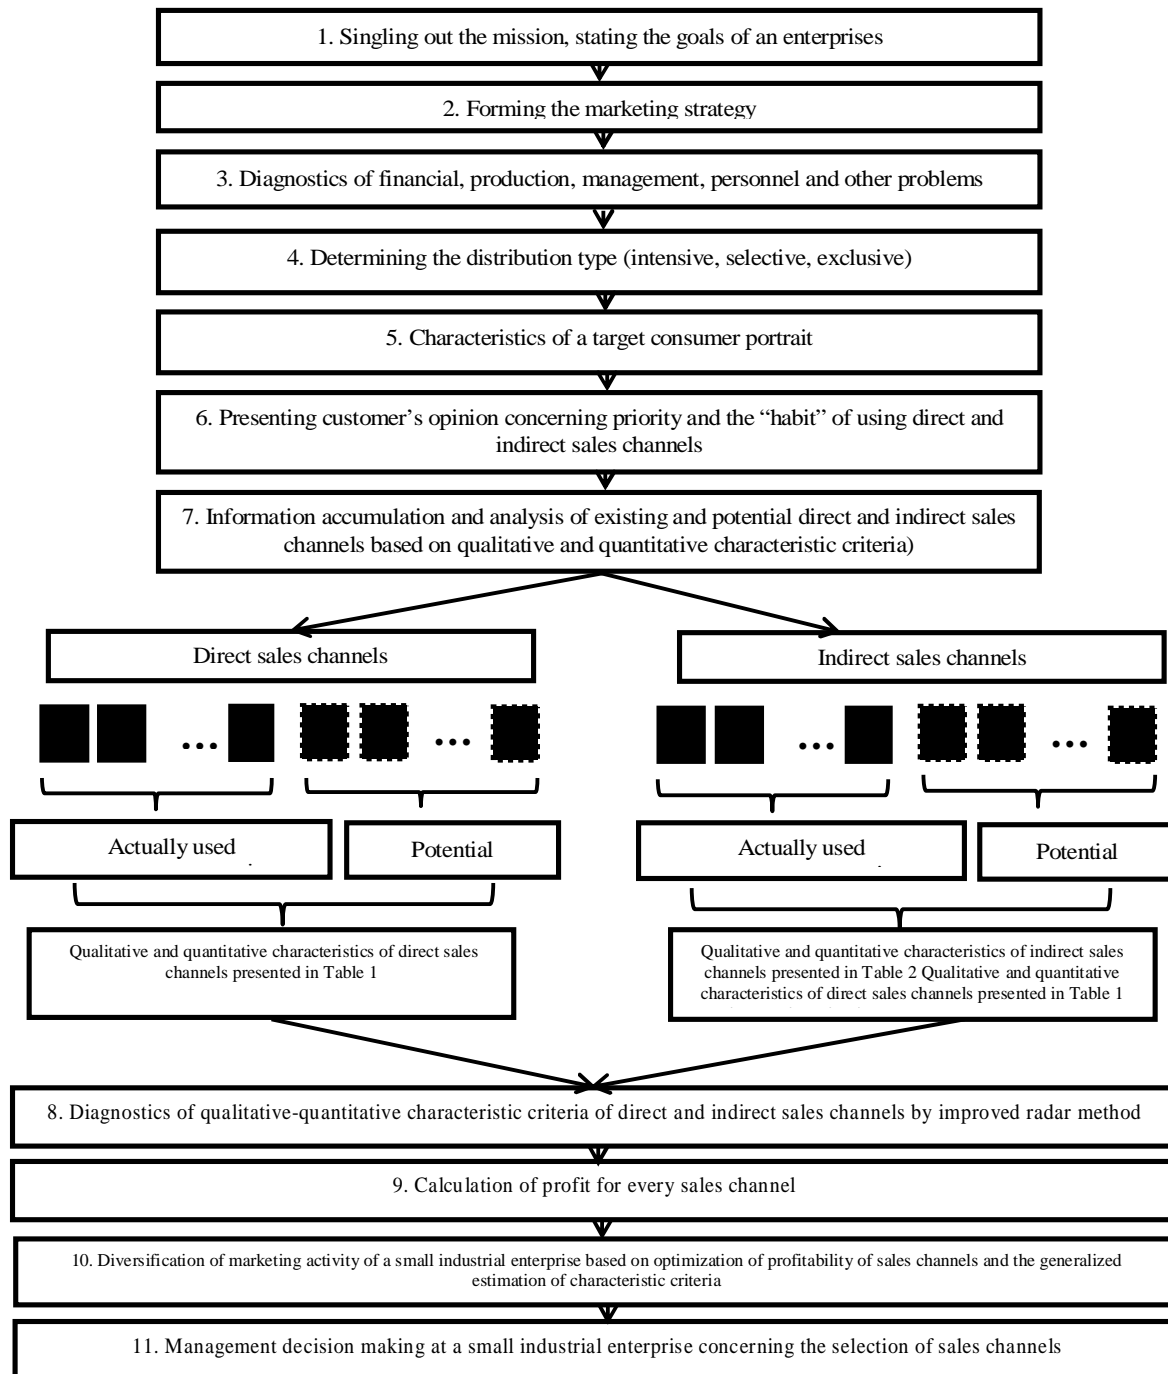 1. Singling out the mission, stating the goals of an enterprises
2. Forming the marketing strategy
3. Diagnostics of financial, production, management, personnel and other problems
4. Determining the distribution type (intensive, selective, exclusive)
5. Characteristics of a target consumer portrait
6. Presenting customer’s opinion concerning priority and the “habit” of using direct and
indirect sales channels
7. Information accumulation and analysis of existing and potential direct and indirect sales
channels based on qualitative and quantitative characteristic criteria)
Direct sales channels
Indirect sales channels
...
...
...
...
Actually used
Potential
Actually used
Potential
Qualitative and quantitative characteristics of direct sales
channels presented in Table 1
Qualitative and quantitative characteristics of indirect sales
channels presented in Table 2 Qualitative and quantitative
characteristics of direct sales channels presented in Table 1
8. Diagnostics of qualitative-quantitative characteristic criteria of direct and indirect sales channels by improved radar method
9. Calculation of profit for every sales channel
10. Diversification of marketing activity of a small industrial enterprise based on optimization of profitability of sales channels and the generalized
estimation of characteristic criteria
11. Management decision making at a small industrial enterprise concerning the selection of sales channels